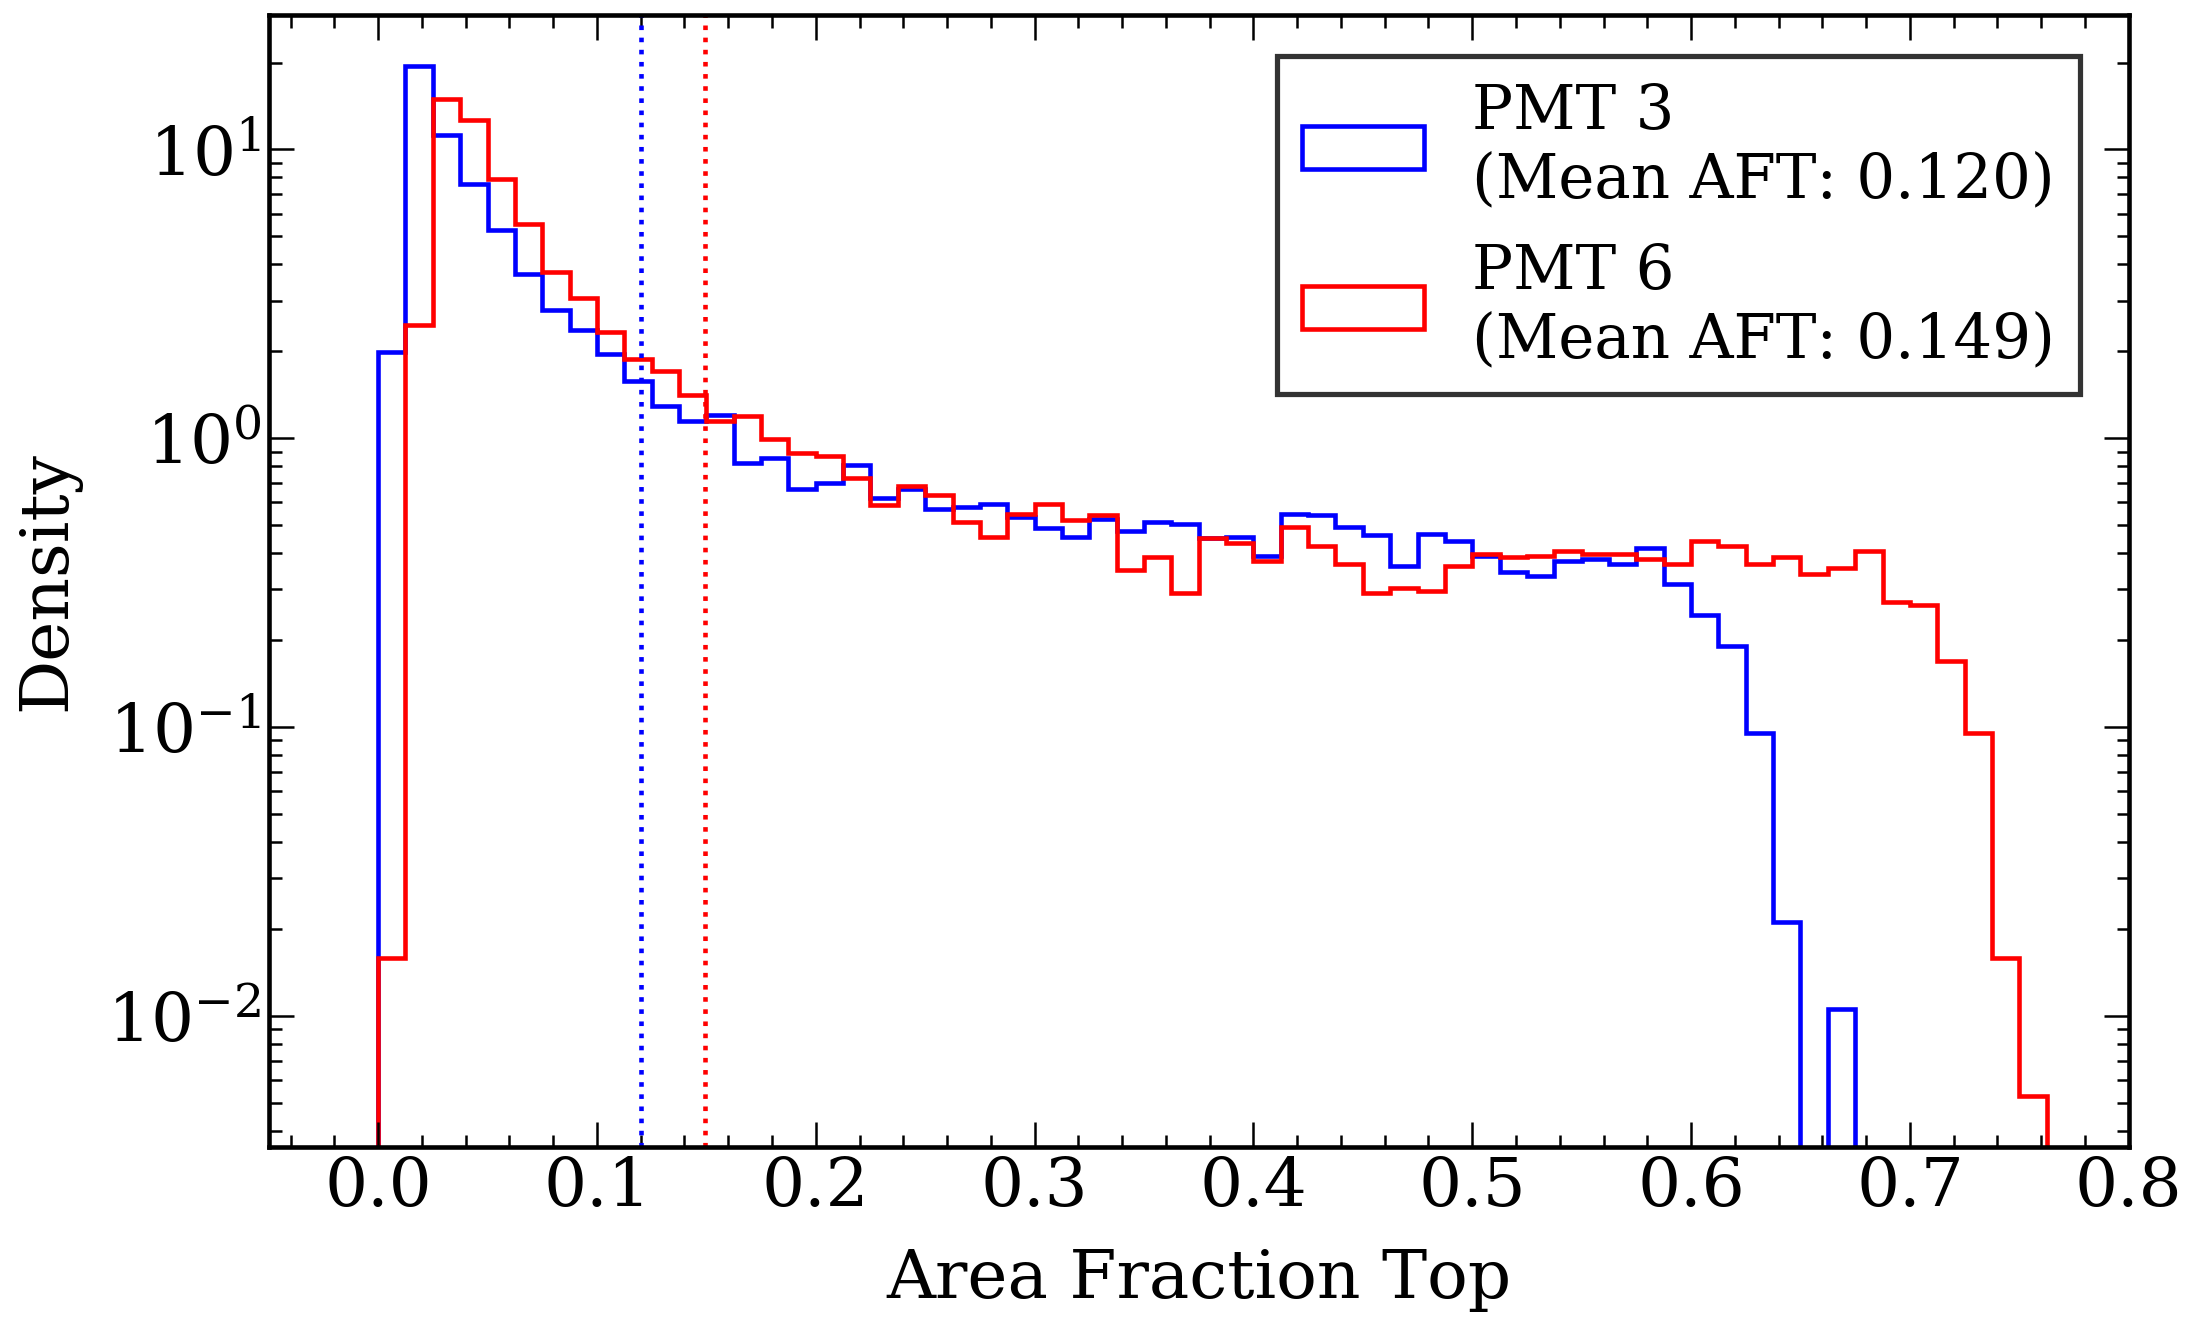 PMT 3
(Mean AFT: 0.120)
PMT 6
(Mean AFT: 0.149)
10¹
10⁰
10⁻¹
10⁻²
Density
0.0 0.1 0.2 0.3 0.4 0.5 0.6 0.7 0.8
Area Fraction Top